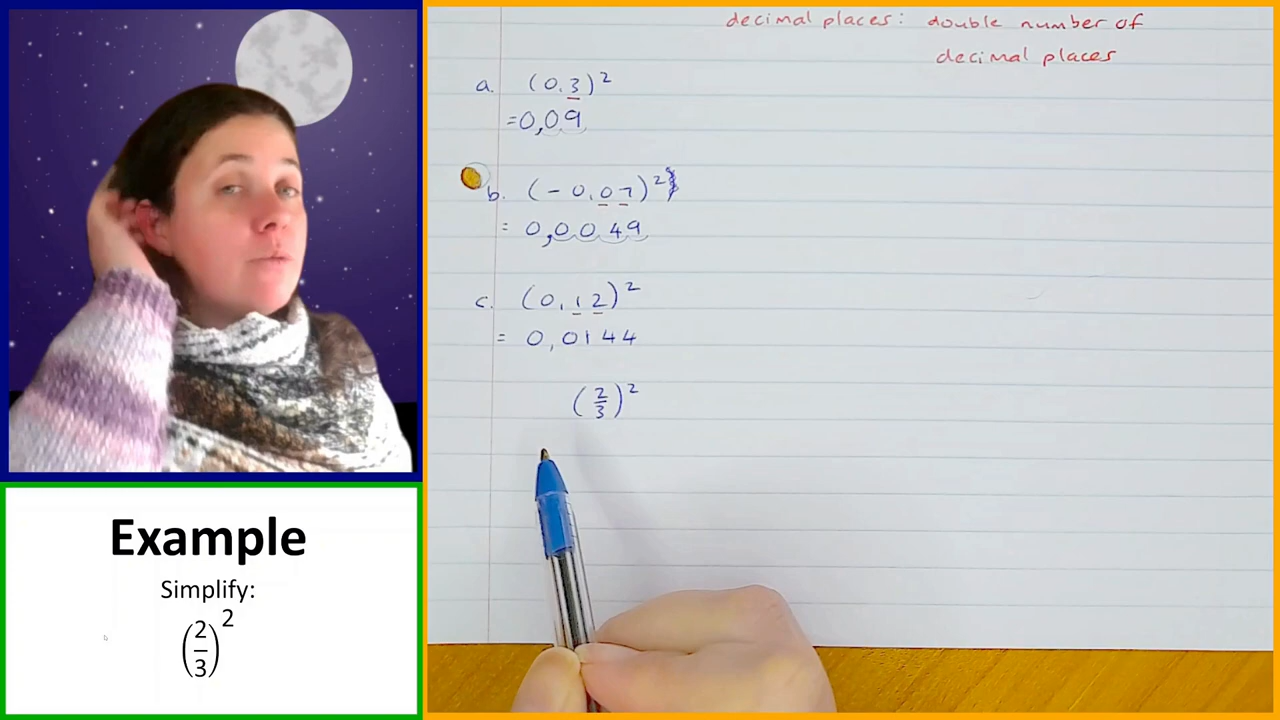 decimal places: double number of
decimal places
a. (0.3)²
=0,09
b. (-0.07)²
= 0,0049
c. (0,12)²
= 0,0144
(2/3)²
Example
Simplify:
(2/3)²